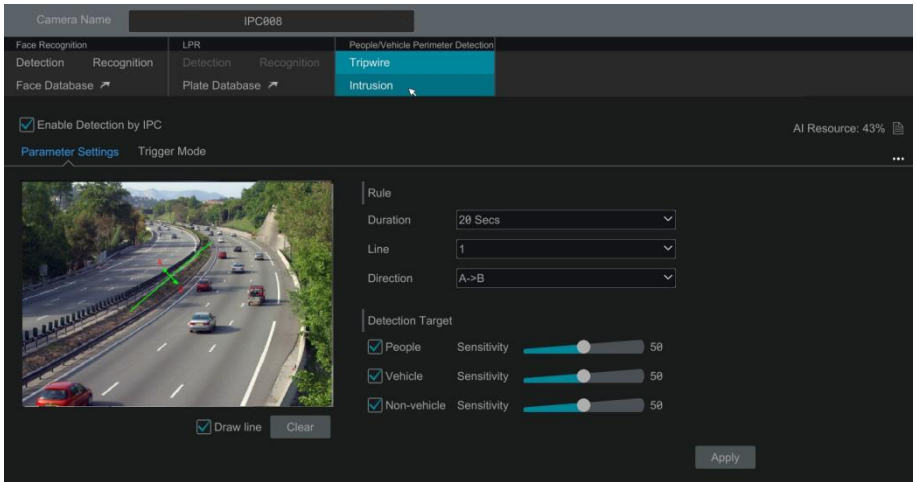 Camera Name IPC008
Face Recognition LPR People/Vehicle Perimeter Detection
Detection Recognition Detection Recognition Tripwire
Face Database Plate Database Intrusion
Enable Detection by IPC
AI Resource: 43%
Parameter Settings Trigger Mode
Rule
Duration 20 Secs
Line 1
Direction A->B
Detection Target
People Sensitivity 50
Vehicle Sensitivity 50
Non-vehicle Sensitivity 50
Draw line Clear
Apply